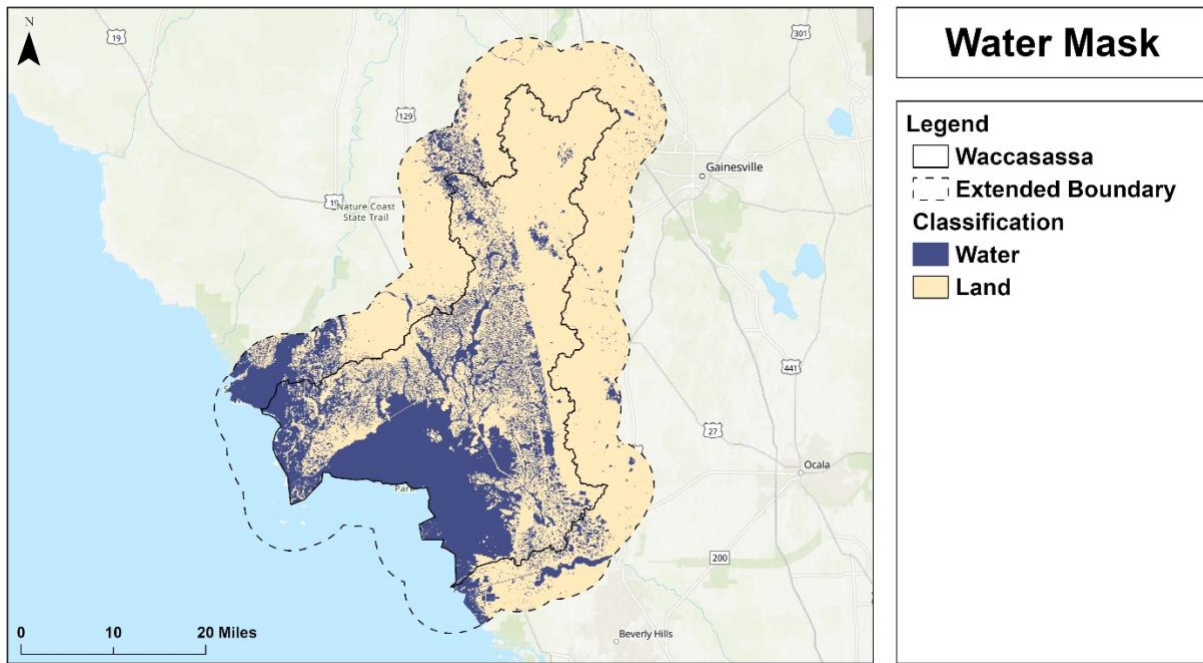 N
19
301
129
Gainesville
19
Nature Coast
State Trail
441
27
Ocala
Park
200
Beverly Hills
0 10 20 Miles
Water Mask
Legend
Waccasassa
Extended Boundary
Classification
Water
Land